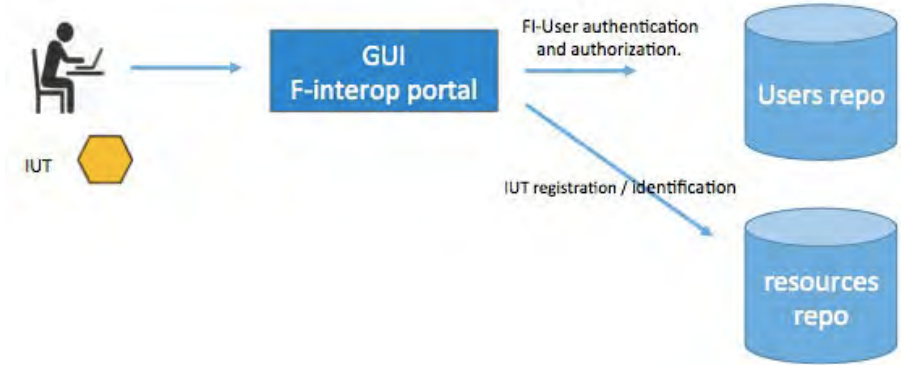 FI-User authentication
and authorization.
GUI
F-interop portal
Users repo
IUT
IUT registration / identification
resources
repo